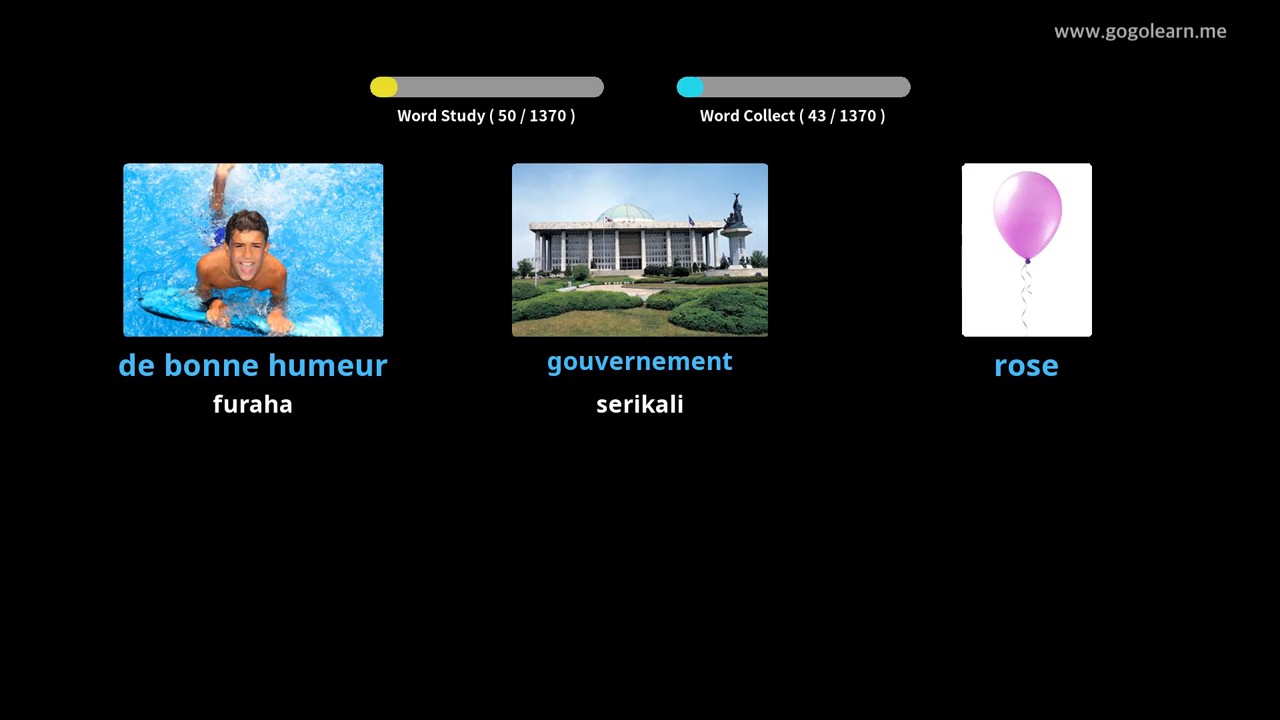 www.gogolearn.me
Word Study ( 50 / 1370 )
Word Collect ( 43 / 1370 )
de bonne humeur
furaha
gouvernement
serikali
rose